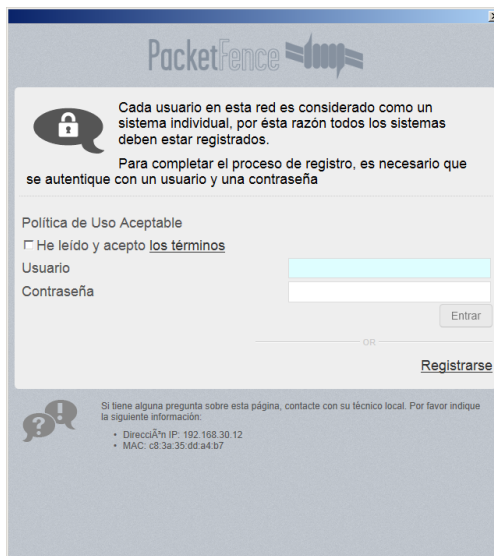 PacketFence
Cada usuario en esta red es considerado como un
sistema individual, por ésta razón todos los sistemas
deben estar registrados.
Para completar el proceso de registro, es necesario que
se autentique con un usuario y una contraseña
Política de Uso Aceptable
He leído y acepto los términos
Usuario
Contraseña
Entrar
OR
Registrarse
Si tiene alguna pregunta sobre esta página, contacte con su técnico local. Por favor indique
la siguiente información:
• DirecciÃ³n IP: 192.168.30.12
• MAC: c8:3a:35:dd:a4:b7